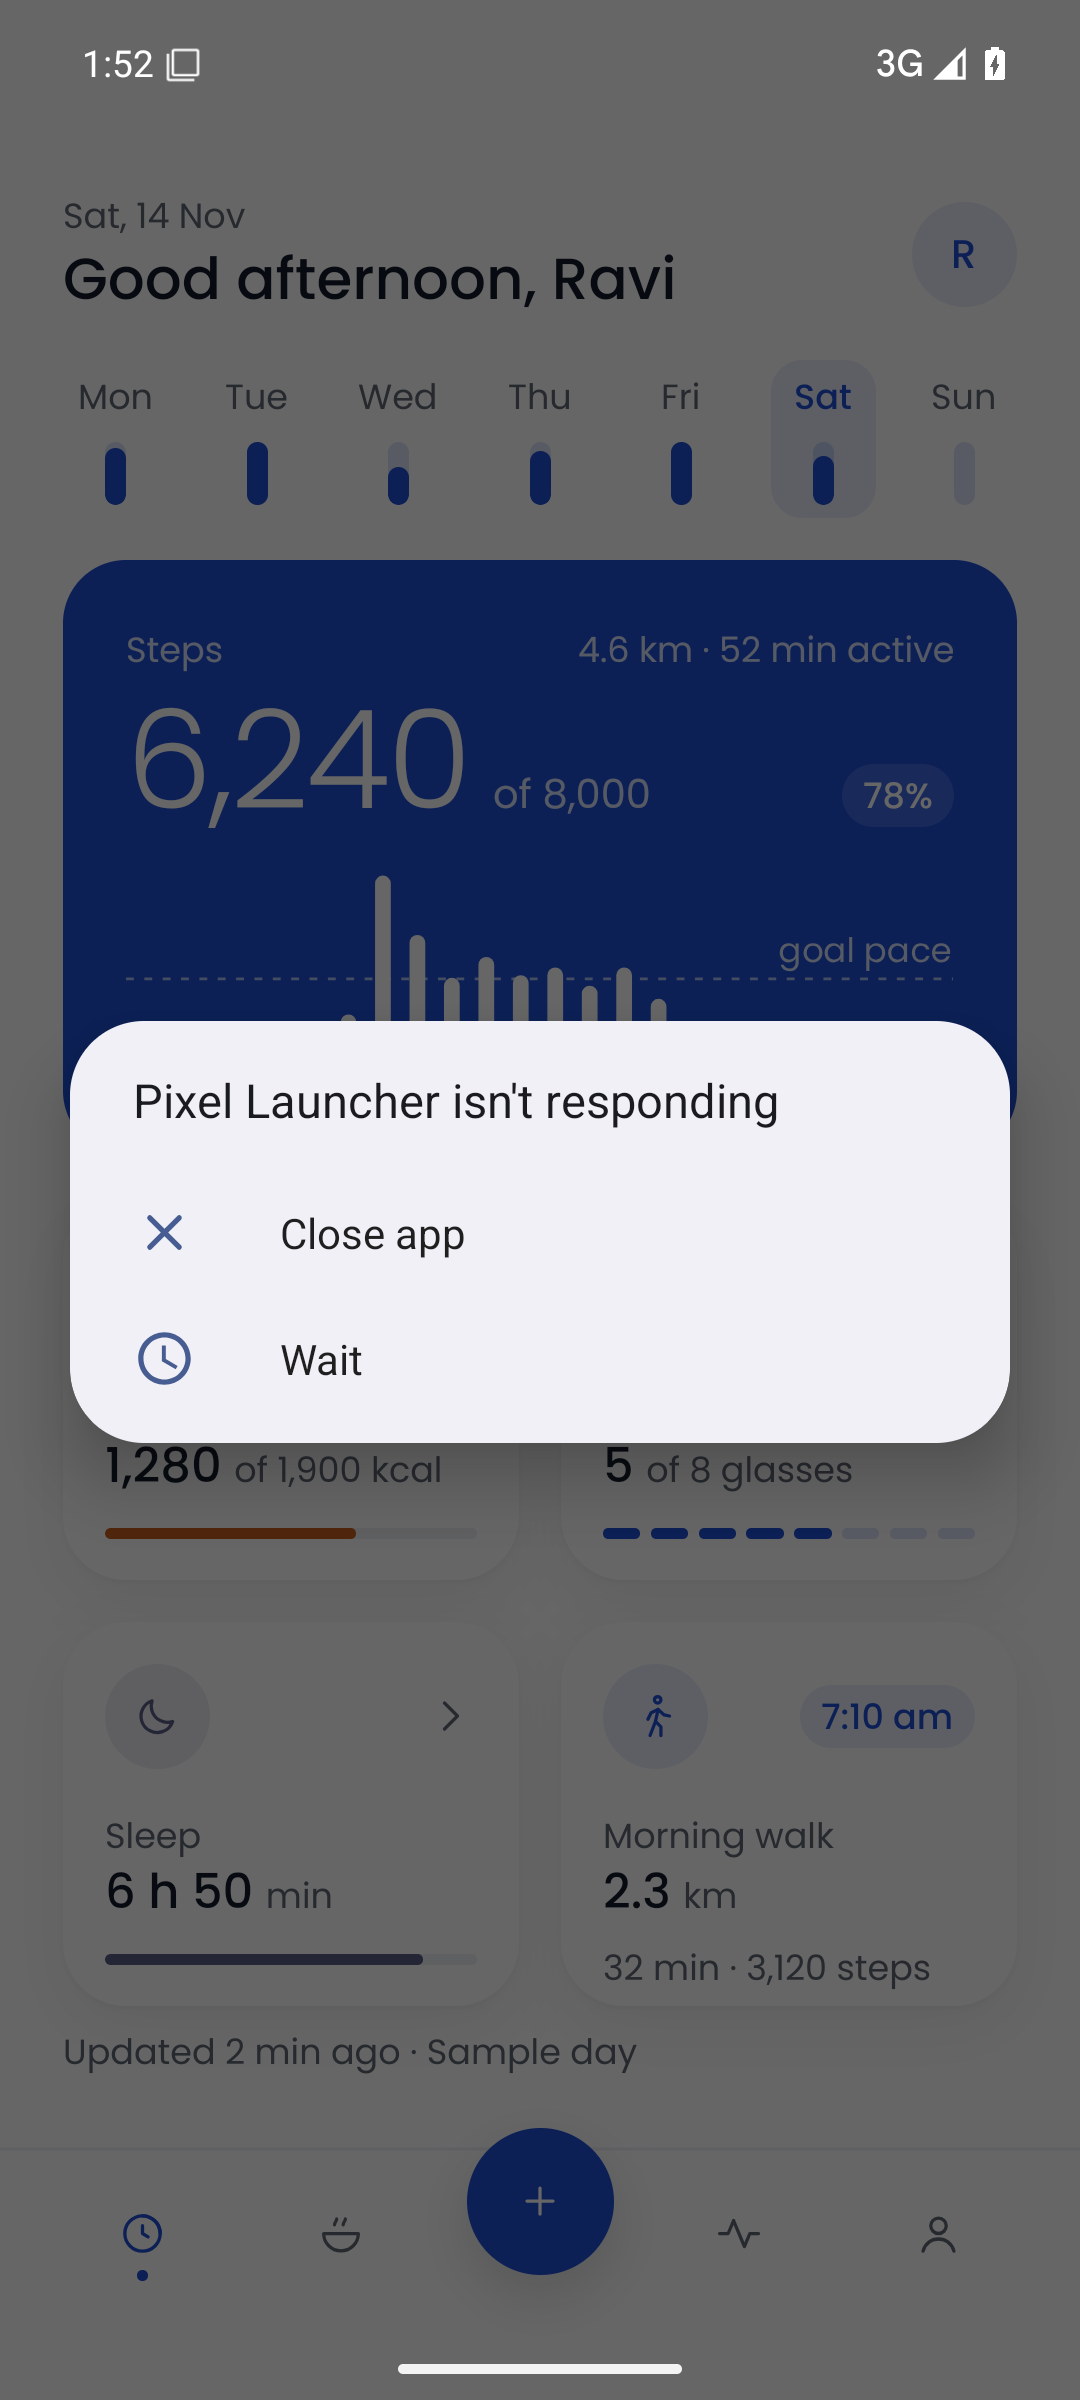 1:52
3G
Sat, 14 Nov
Good afternoon, Ravi
R
Mon Tue Wed Thu Fri Sat Sun
Steps
4.6 km · 52 min active
6,240 of 8,000
78%
goal pace
Pixel Launcher isn't responding
Close app
Wait
1,280 of 1,900 kcal
5 of 8 glasses
7:10 am
Sleep
6 h 50 min
Morning walk
2.3 km
32 min · 3,120 steps
Updated 2 min ago · Sample day